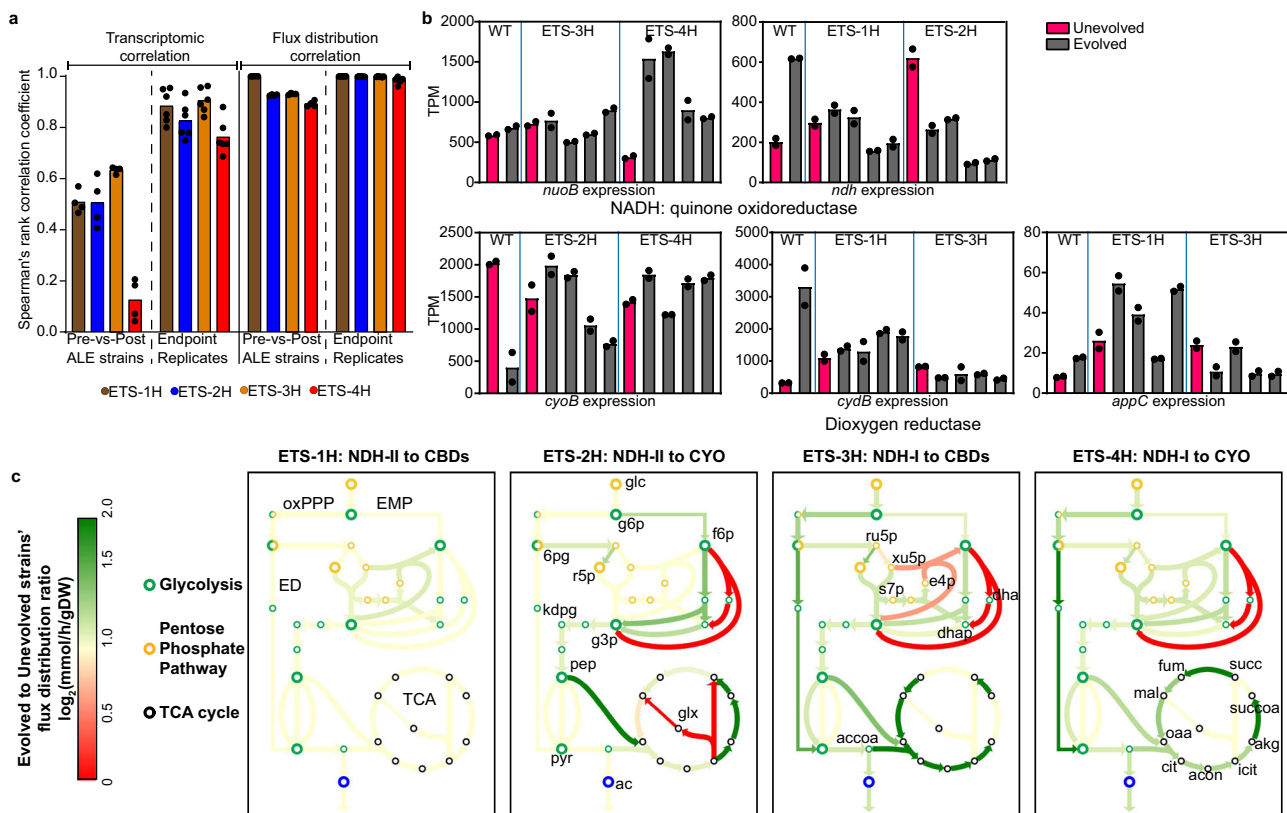 a
Transcriptomic correlation
Flux distribution correlation
Spearman's rank correlation coefficient
1.0
0.8
0.6
0.4
0.2
0.0
Pre-vs-Post ALE strains
Endpoint Replicates
Pre-vs-Post ALE strains
Endpoint Replicates
ETS-1H ETS-2H ETS-3H ETS-4H
b
Unevolved
Evolved
TPM
2000
1500
1000
500
0
WT ETS-3H ETS-4H
nuoB expression
800
600
400
200
0
WT ETS-1H ETS-2H
ndh expression
NADH: quinone oxidoreductase
TPM
2500
2000
1500
1000
500
0
WT ETS-2H ETS-4H
cyoB expression
5000
4000
3000
2000
1000
0
WT ETS-1H ETS-3H
cydB expression
80
60
40
20
0
WT ETS-1H ETS-3H
appC expression
Dioxygen reductase
c
Evolved to Unevolved strains'
flux distribution ratio
log2(mmol/h/gDW)
2.0
1.5
1.0
0.5
0
Glycolysis
Pentose
Phosphate
Pathway
TCA cycle
ETS-1H: NDH-II to CBDs
oxPPP
EMP
ED
TCA
ETS-2H: NDH-II to CYO
glc
g6p
f6p
6pg
r5p
kdpg
g3p
pep
glx
pyr
ac
ETS-3H: NDH-I to CBDs
ru5p
xu5p
s7p
e4p
dha
dhap
accoa
ETS-4H: NDH-I to CYO
fum
succ
mal
succoa
oaa
akg
cit
icit
acon